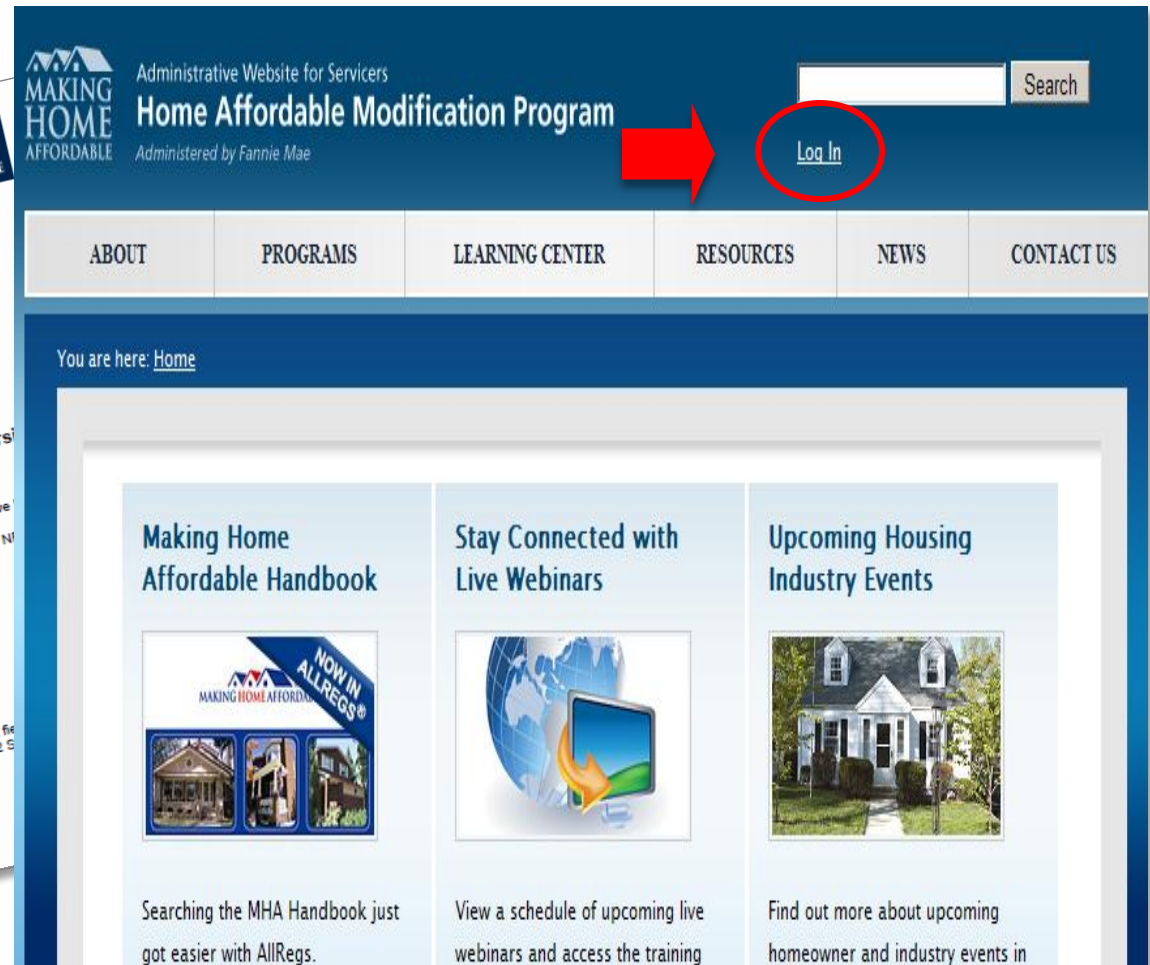 MAKING
HOME
AFFORDABLE
Administrative Website for Servicers
Home Affordable Modification Program
Administered by Fannie Mae
Search
Log In
ABOUT PROGRAMS LEARNING CENTER RESOURCES NEWS CONTACT US
You are here: Home
Making Home
Affordable Handbook
NOW IN
ALLREGS®
MAKING HOME
Searching the MHA Handbook just
got easier with AllRegs.
Stay Connected with
Live Webinars
View a schedule of upcoming live
webinars and access the training
Upcoming Housing
Industry Events
Find out more about upcoming
homeowner and industry events in